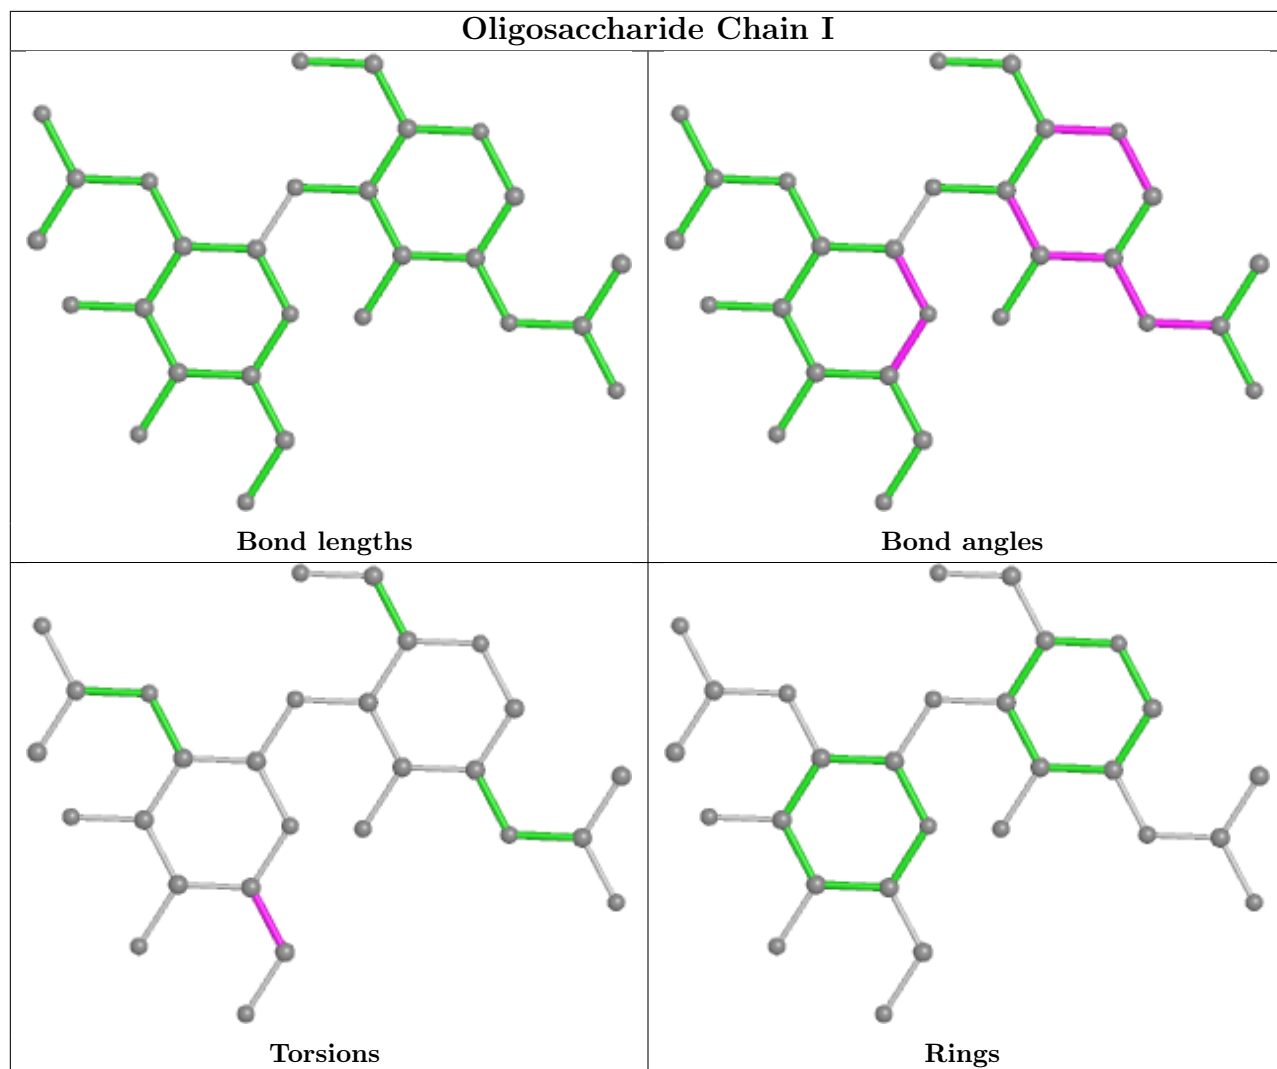 Oligosaccharide Chain I
Bond lengths
Bond angles
Torsions
Rings